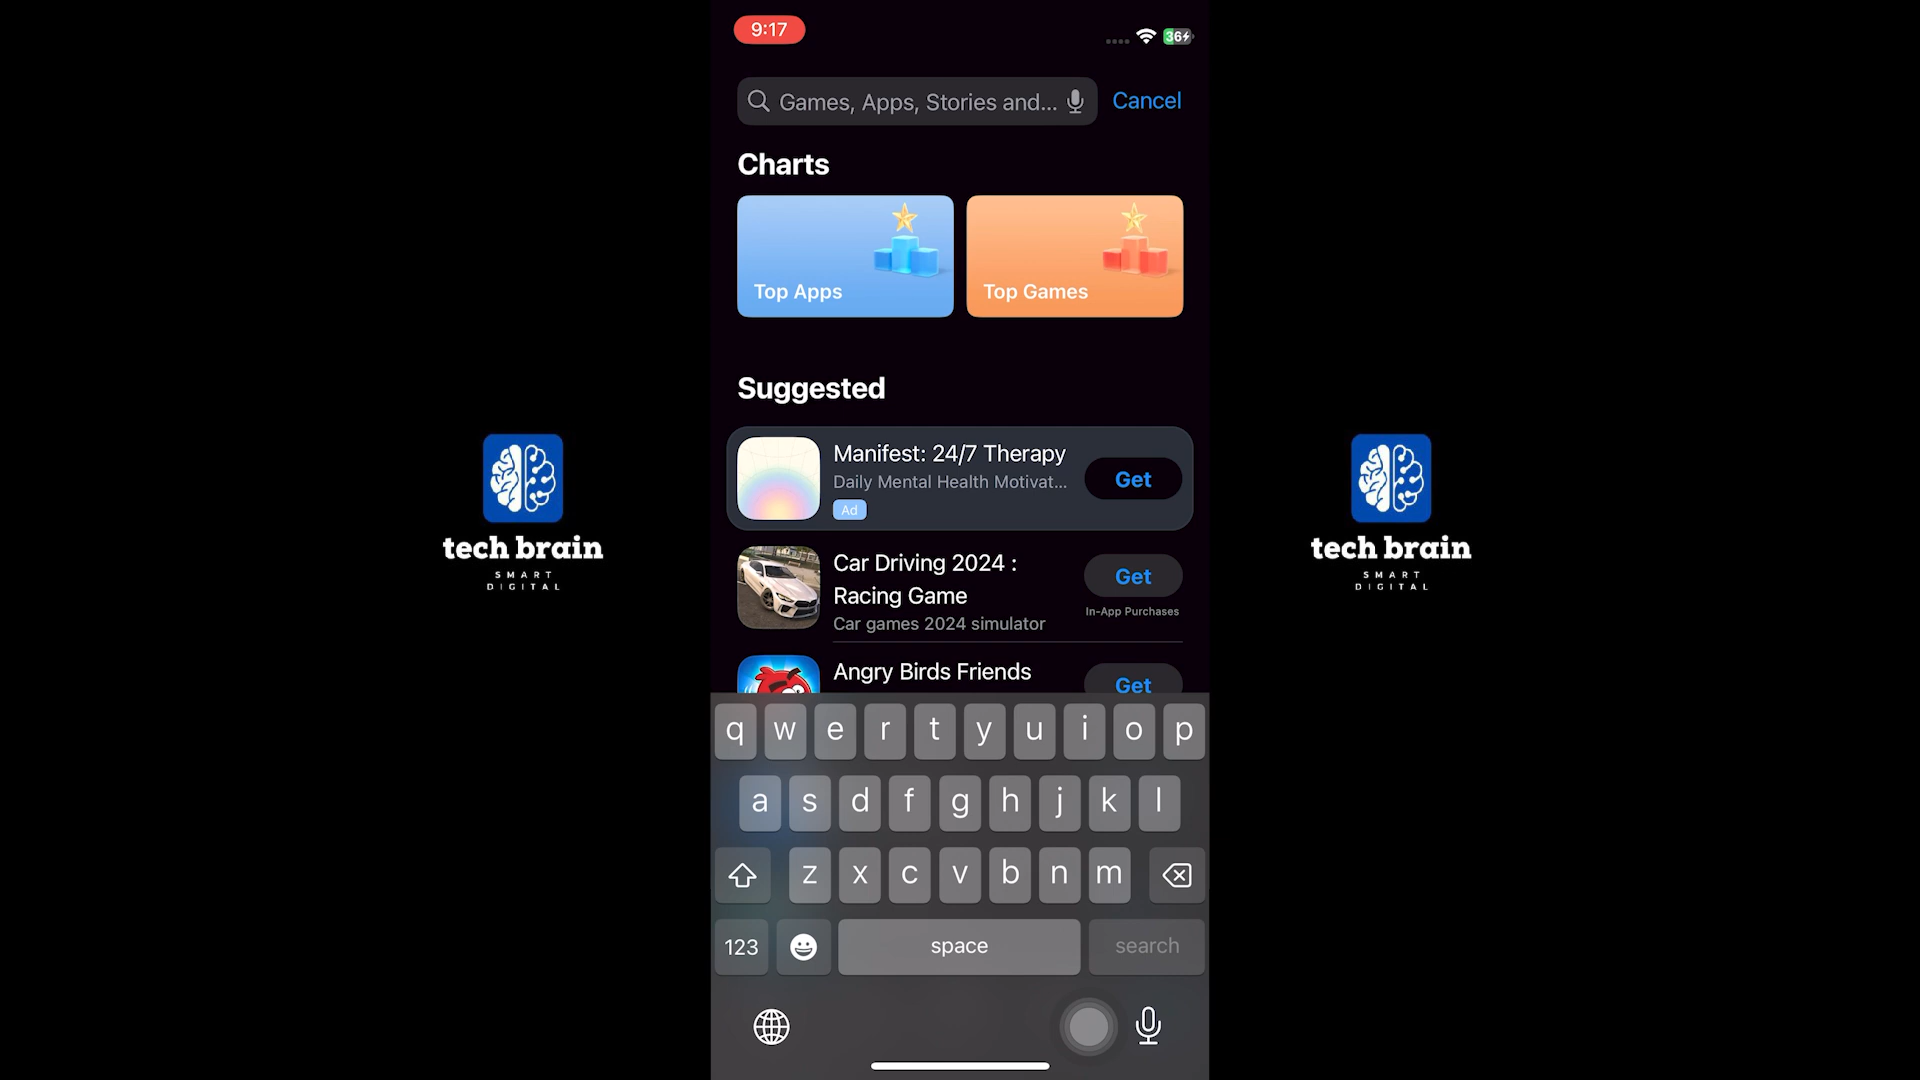 9:17
36
Games, Apps, Stories and...
Cancel
Charts
Top Apps
Top Games
Suggested
Manifest: 24/7 Therapy
Daily Mental Health Motivat...
Ad
Get
Car Driving 2024 :
Racing Game
Car games 2024 simulator
Get
In-App Purchases
Angry Birds Friends
Get
q w e r t y u i o p
a s d f g h j k l
z x c v b n m
123
space
search
tech brain
SMART
DIGITAL
tech brain
SMART
DIGITAL